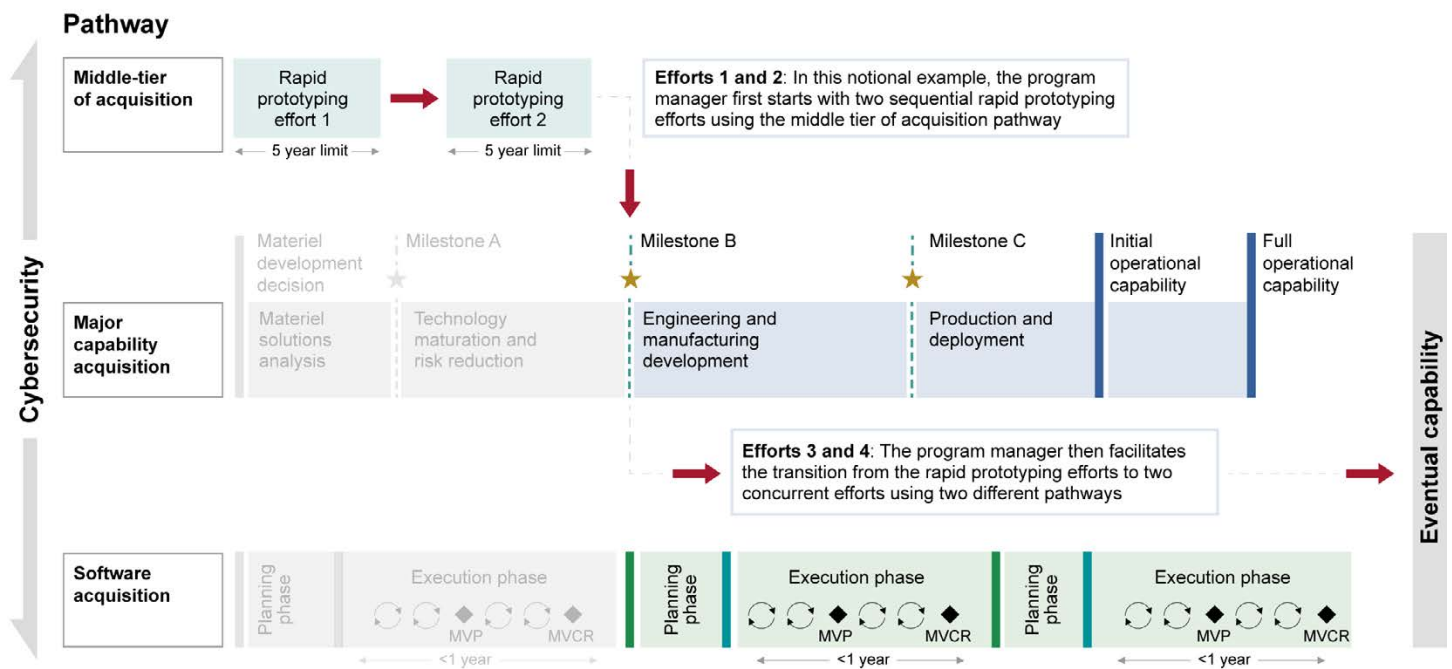 Pathway
Cybersecurity
Middle-tier
of acquisition
Rapid
prototyping
effort 1
5 year limit
Rapid
prototyping
effort 2
5 year limit
Efforts 1 and 2: In this notional example, the program
manager first starts with two sequential rapid prototyping
efforts using the middle tier of acquisition pathway
Major
capability
acquisition
Materiel
development
decision
Milestone A
Milestone B
Milestone C
Initial
operational
capability
Full
operational
capability
Materiel
solutions
analysis
Technology
maturation and
risk reduction
Engineering and
manufacturing
development
Production and
deployment
Efforts 3 and 4: The program manager then facilitates
the transition from the rapid prototyping efforts to two
concurrent efforts using two different pathways
Eventual capability
Software
acquisition
Planning
phase
Execution phase
MVP
MVCR
<1 year
Planning
phase
Execution phase
MVP
MVCR
<1 year
Planning
phase
Execution phase
MVP
MVCR
<1 year